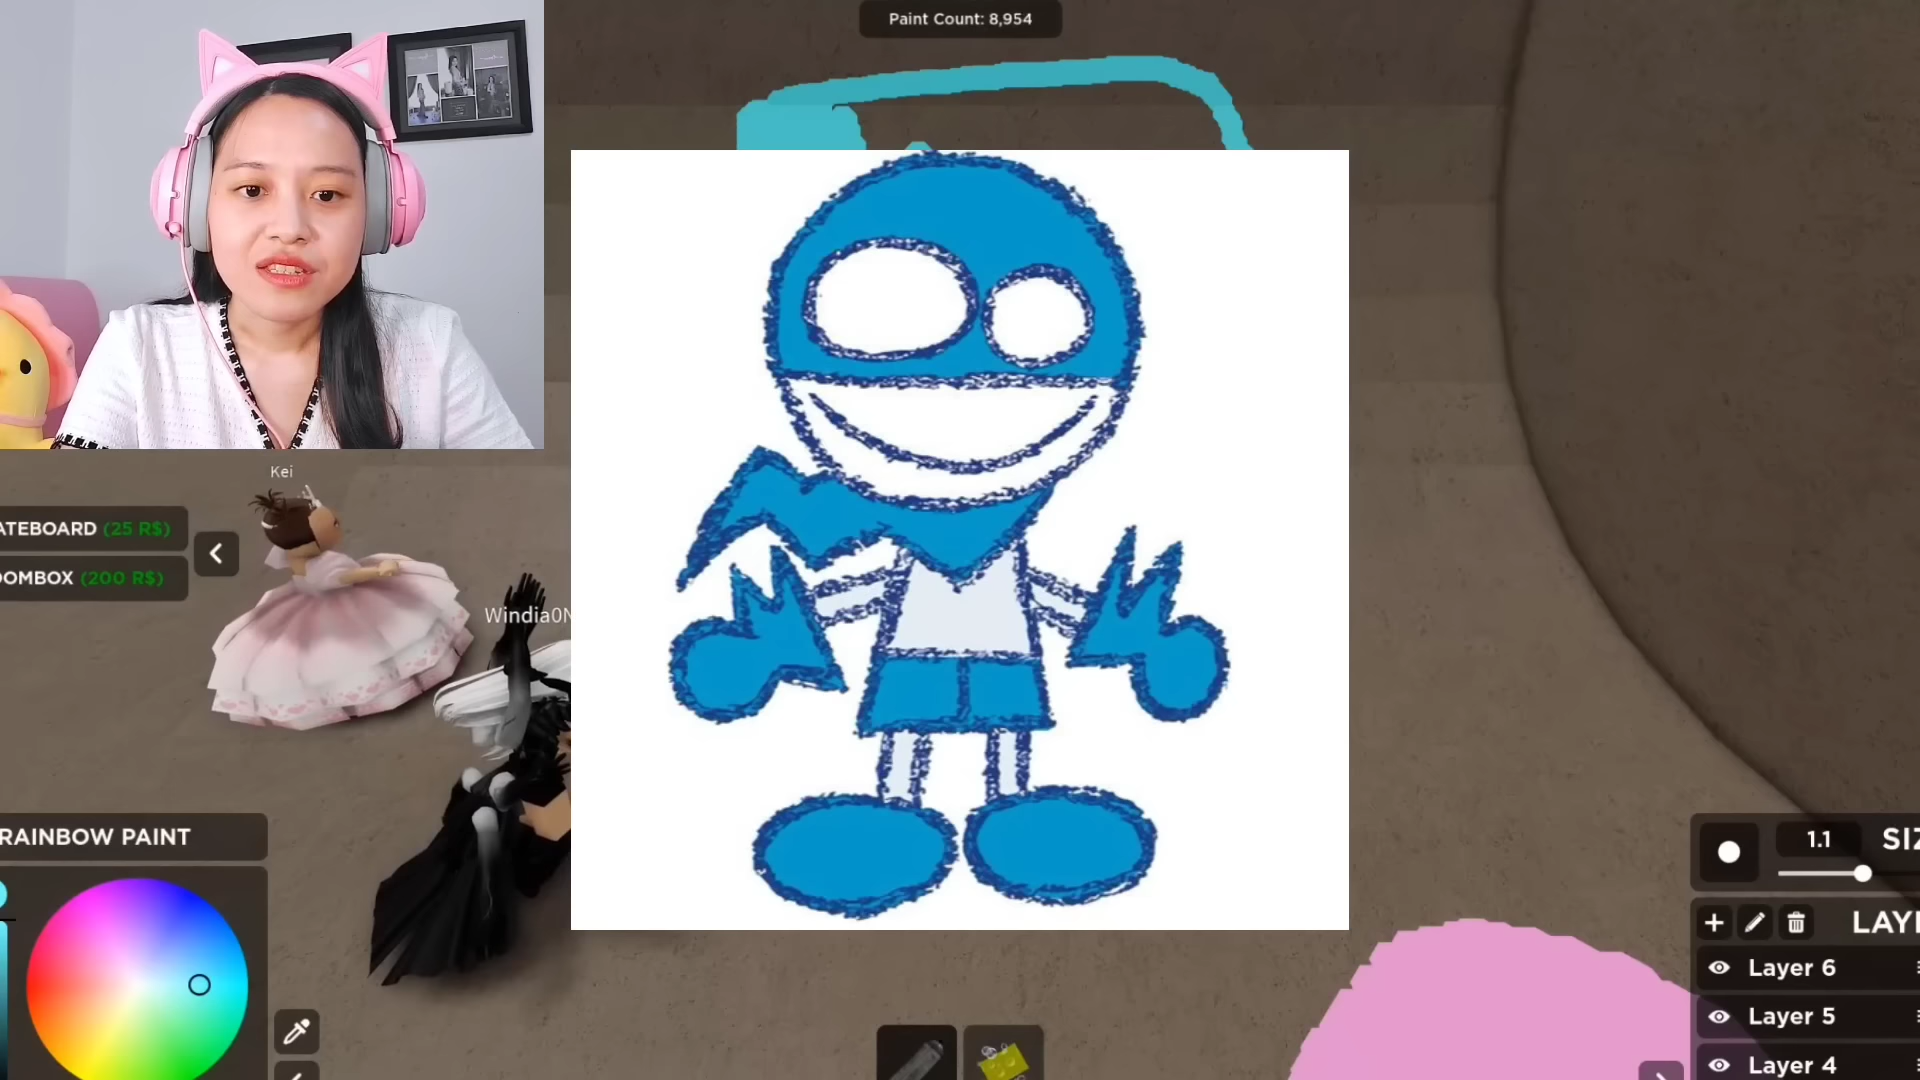 Paint Count: 8,954
Kei
ATEBOARD (25 R$)
OOMBOX (200 R$)
Windia0N
RAINBOW PAINT
1.1
SIZ
LAYE
Layer 6
Layer 5
Layer 4